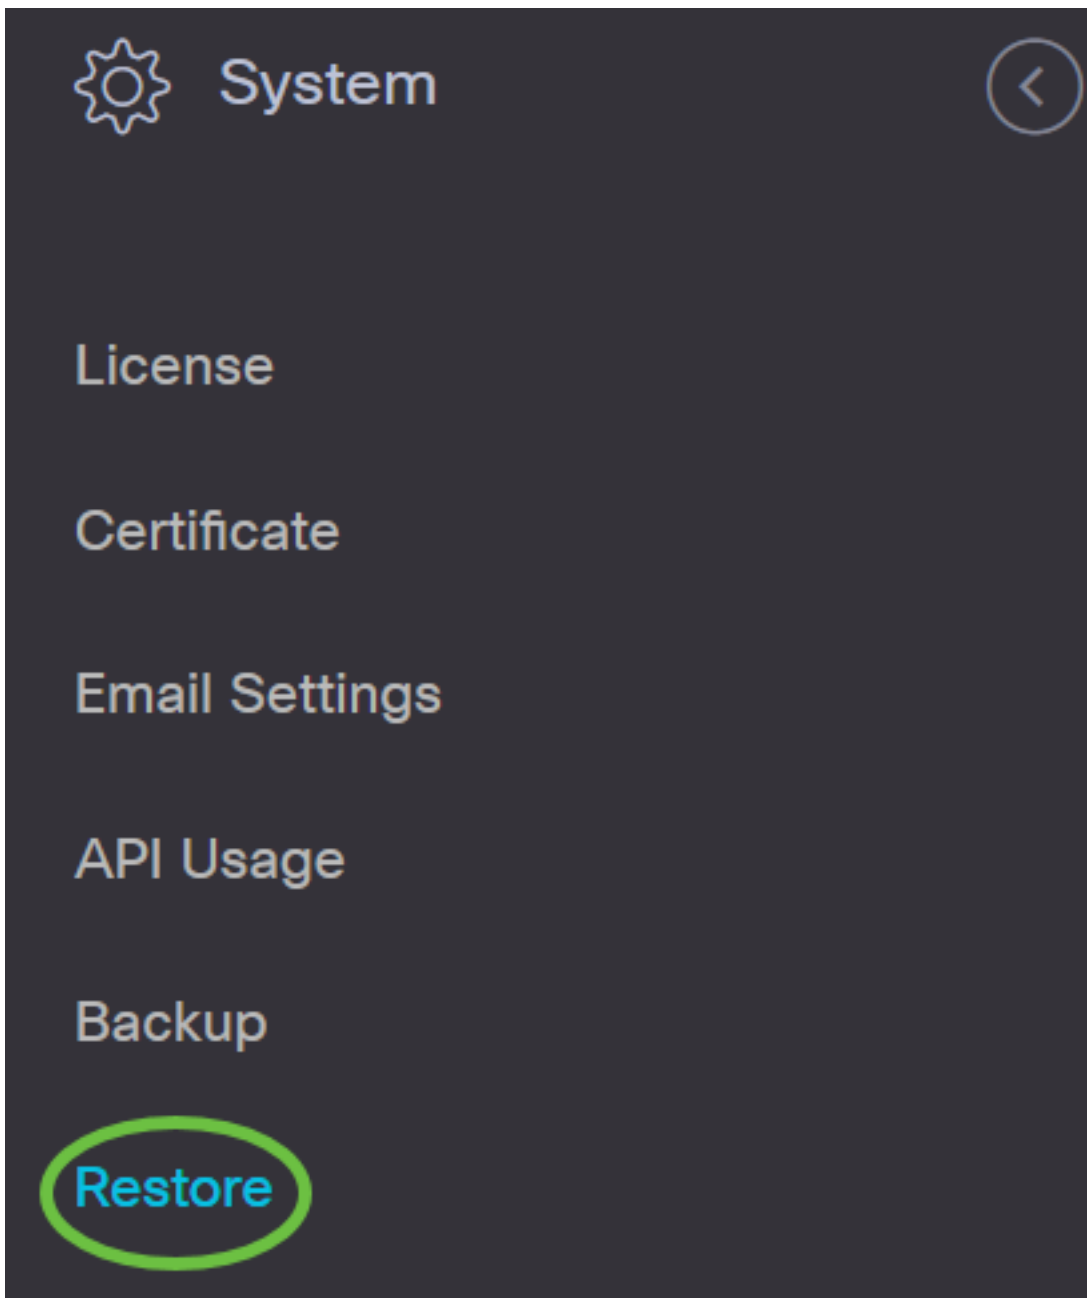 System
License
Certificate
Email Settings
API Usage
Backup
Restore